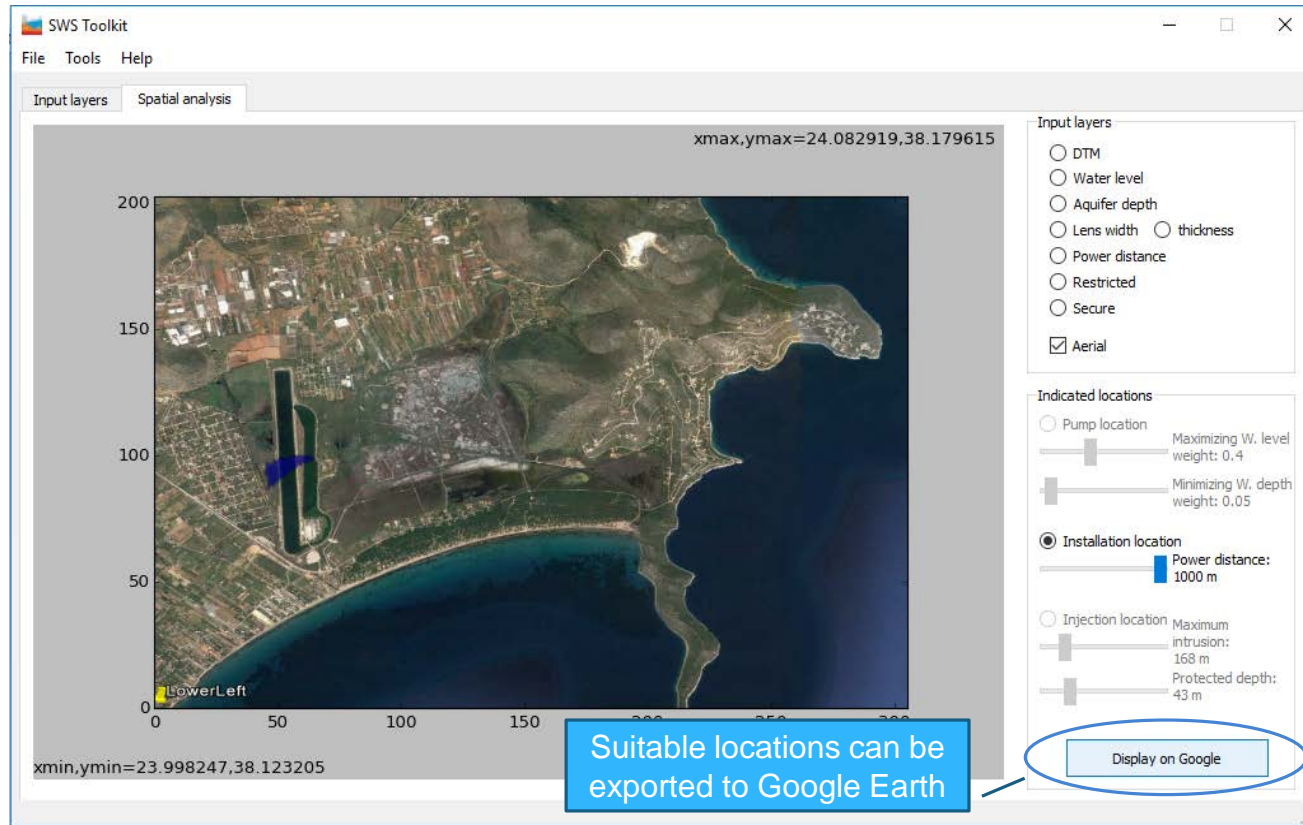 SWS Toolkit
File Tools Help
Input layers Spatial analysis
xmax,ymax=24.082919,38.179615
200
150
100
50
0
0 50 100 150
LowerLeft
xmin,ymin=23.998247,38.123205
Input layers
DTM
Water level
Aquifer depth
Lens width thickness
Power distance
Restricted
Secure
Aerial
Indicated locations
Pump location
Maximizing W. level
weight: 0.4
Minimizing W. depth
weight: 0.05
Installation location
Power distance:
1000 m
Injection location
Maximum
intrusion:
168 m
Protected depth:
43 m
Display on Google
Suitable locations can be
exported to Google Earth